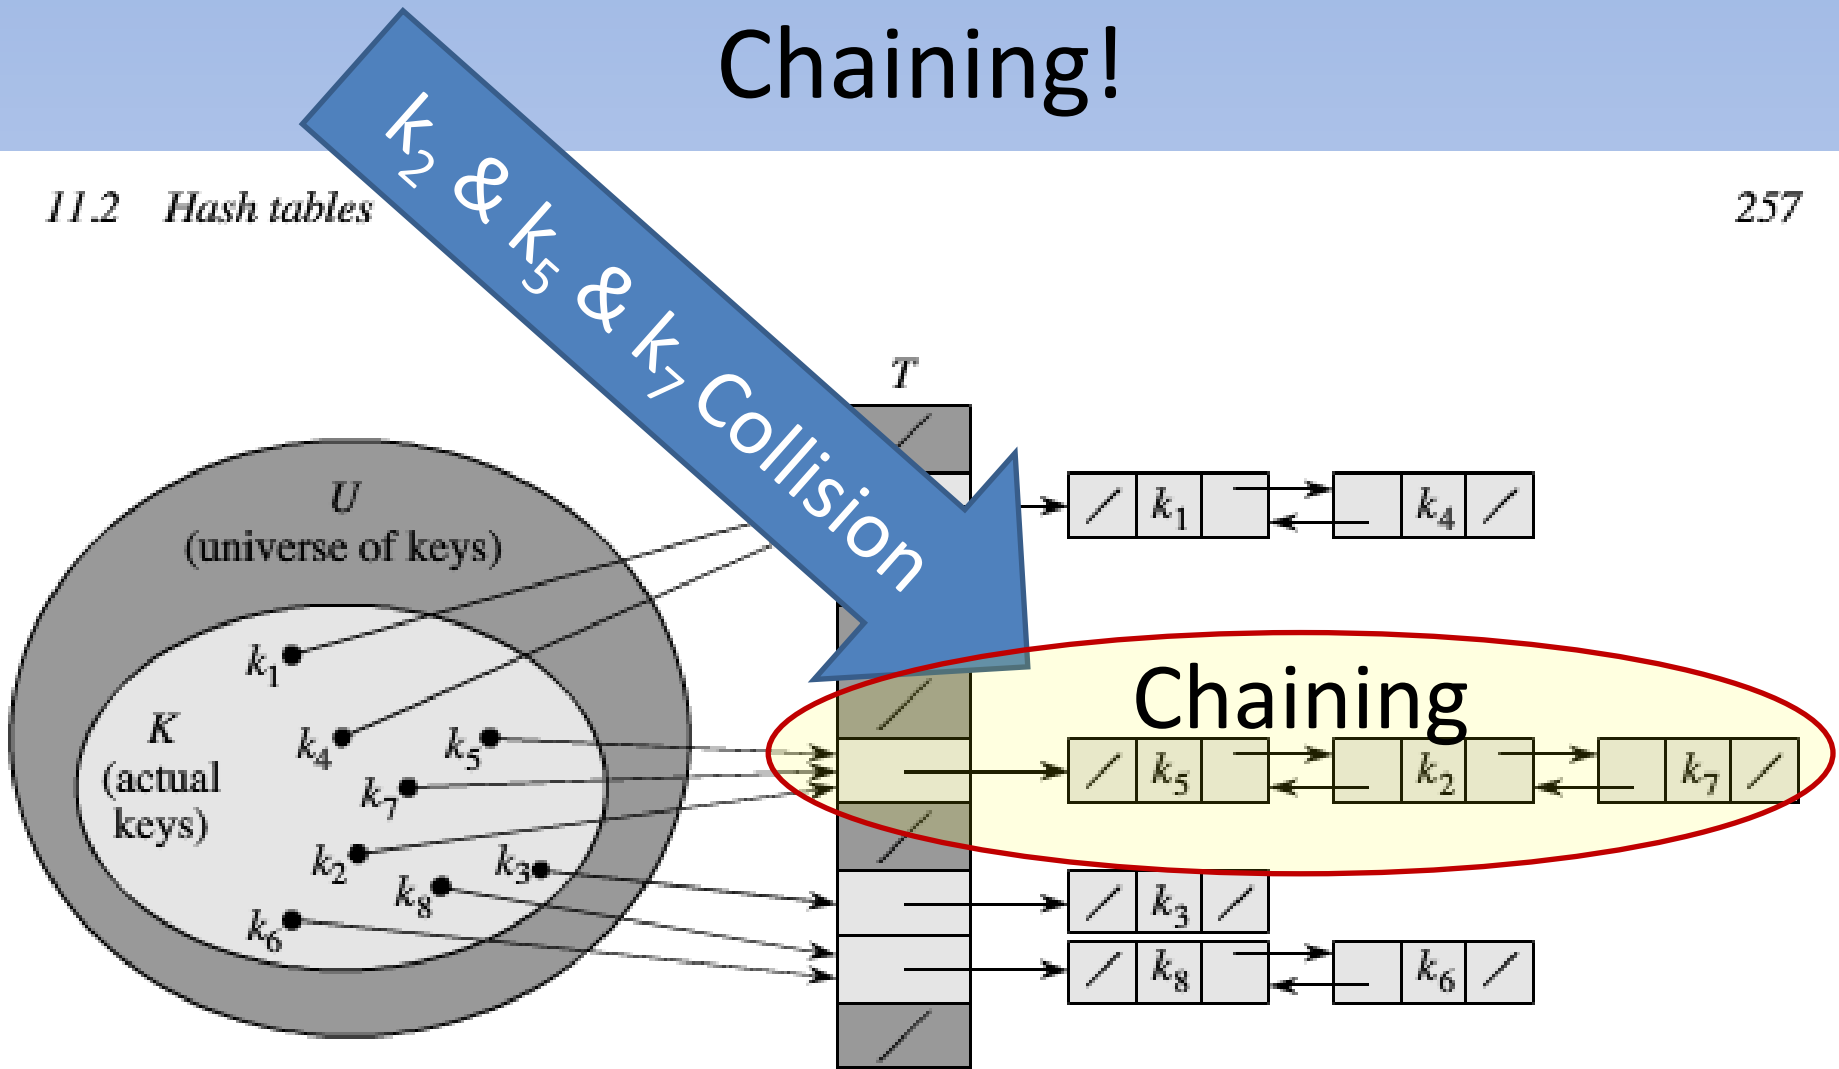 Chaining!
k2 & k5 & k7 Collision
11.2 Hash tables
257
T
U
(universe of keys)
k1 k4
k1
Chaining
K
(actual
keys)
k4 k5
k5 k2 k7
k7
k2 k3
k8
k3
k6
k8 k6